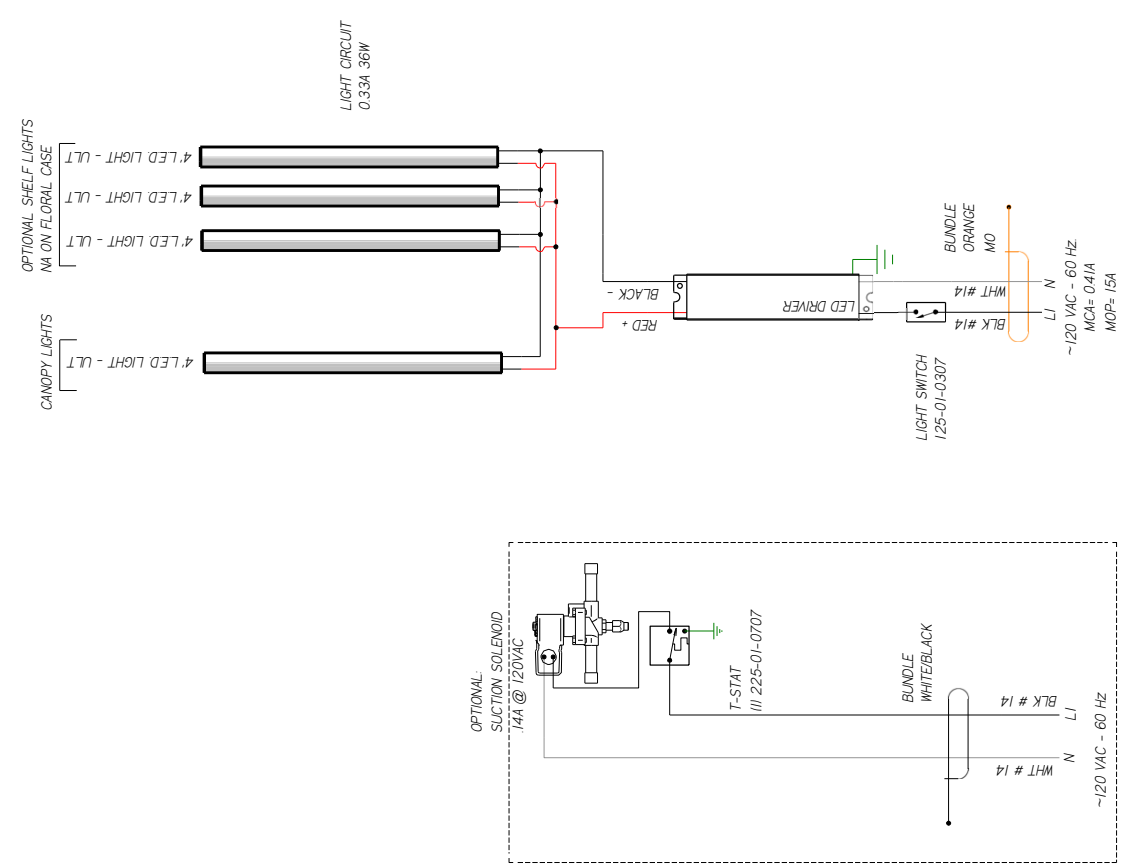 LIGHT CIRCUIT
0.33A 36W
OPTIONAL SHELF LIGHTS
NA ON FLORAL CASE
4' LED. LIGHT - ULT
4' LED. LIGHT - ULT
4' LED. LIGHT - ULT
CANOPY LIGHTS
4' LED. LIGHT - ULT
BLACK -
RED +
LED DRIVER
BUNDLE
ORANGE
MO
WHT #14
BLK #14
N
L1
~120 VAC - 60 Hz.
MCA= 0.41A
MOP= 15A
LIGHT SWITCH
125-01-0307
OPTIONAL:
SUCTION SOLENOID
.14A @ 120VAC
T-STAT
111 225-01-0707
BUNDLE
WHITE/BLACK
BLK # 14
L1
WHT # 14
N
~120 VAC - 60 Hz